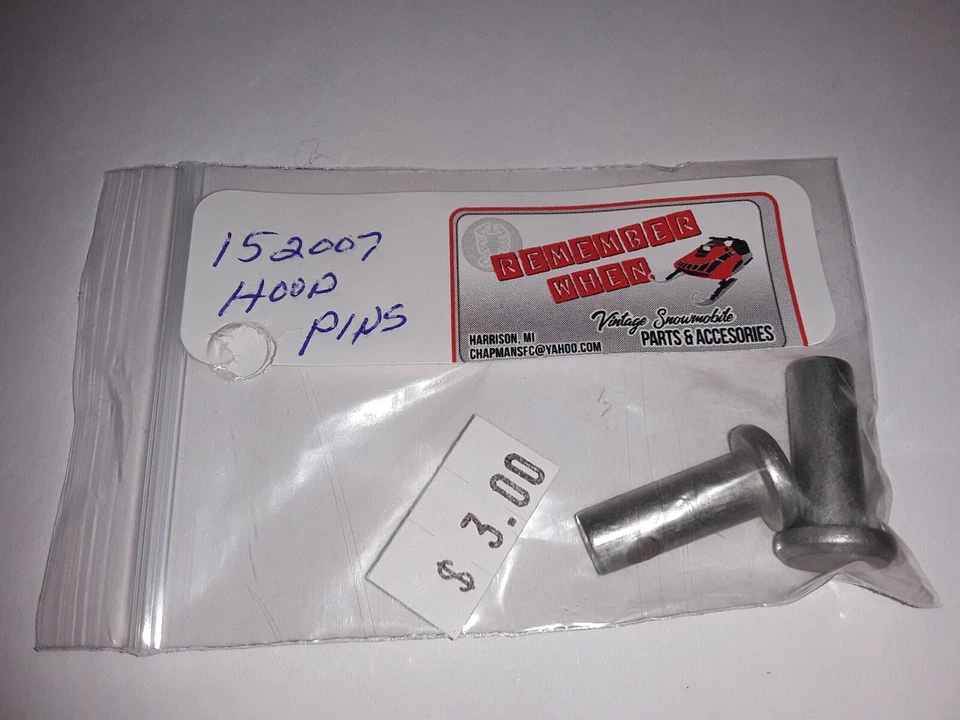 152007
HOOD
PINS
REMEMBER
WHEN.
Vintage Snowmobile
PARTS & ACCESORIES
HARRISON, MI
CHAPMANSFC@YAHOO.COM
$ 3.00